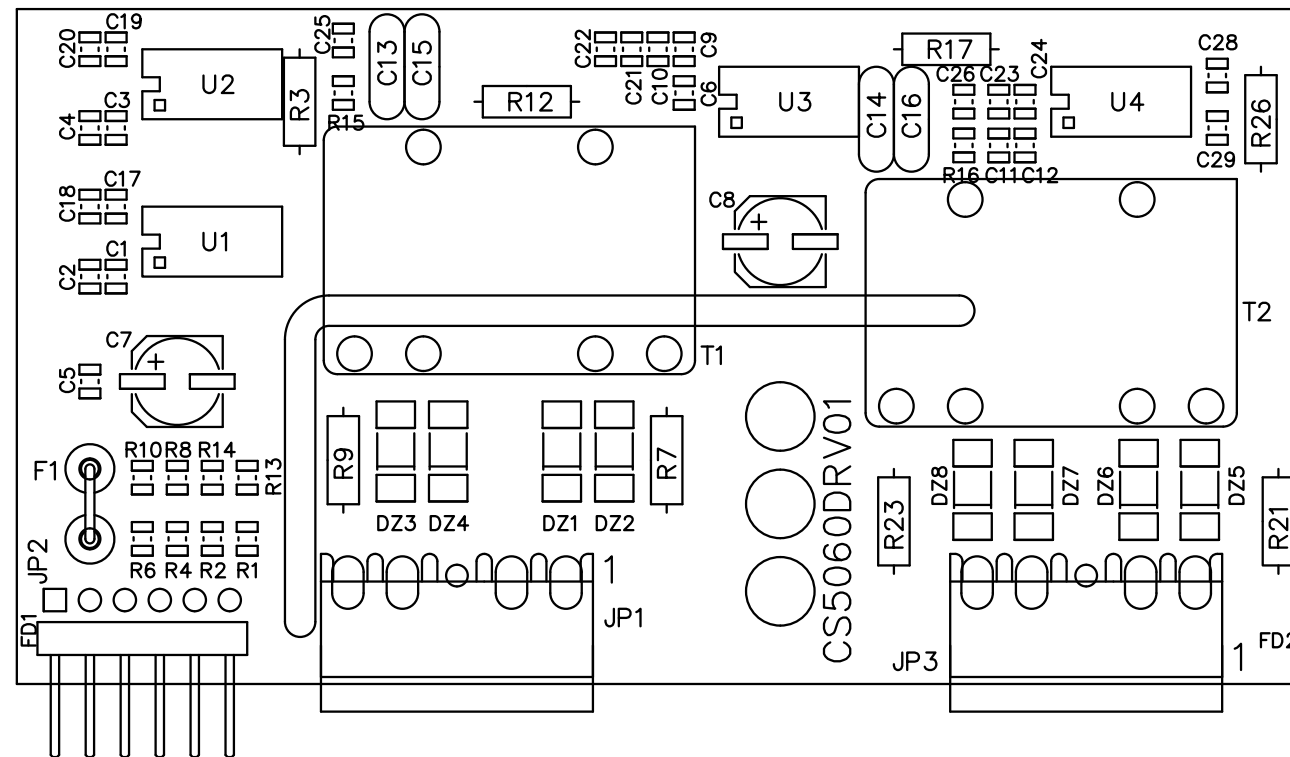 C19
C20
C25
C13
C15
C22
C21
C10
C9
C6
R17
C26
C23
C24
C28
U2
R3
R12
U3
C14
C16
U4
R26
C4
C3
R15
C29
R16
C11
C12
C18
C17
U1
C8
+
C2
C1
T2
C7
+
T1
C5
R10
R8
R14
R13
F1
R9
R7
CS5060DRV01
DZ8
DZ7
DZ6
DZ5
R23
R21
DZ3
DZ4
DZ1
DZ2
JP2
R6
R4
R2
R1
1
JP1
FD1
JP3
1
FD2